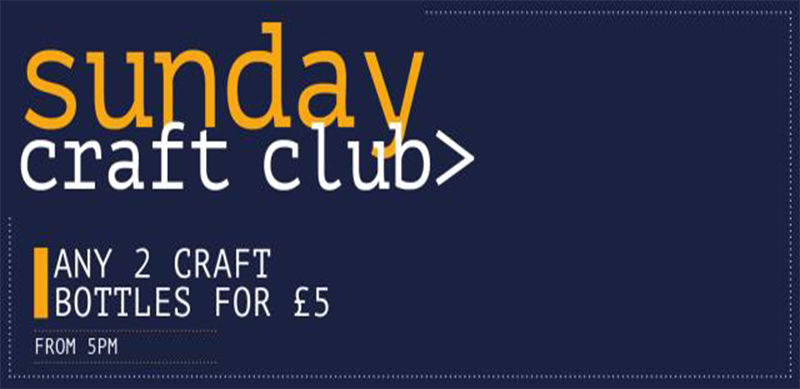 sunday
craft club>
ANY 2 CRAFT
BOTTLES FOR £5
FROM 5PM